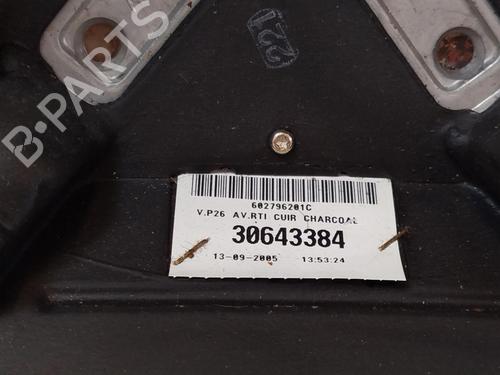 221
B-PARTS
602796201C
V.P26 AV.RTI CUIR CHARCOAL
30643384
13-09-2005 13:53:24